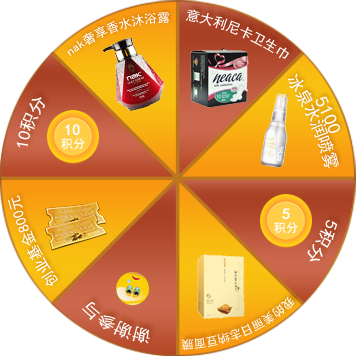 nak奢享香水沐浴露
nak
意大利尼卡卫生巾
neaca
5100
冰泉水润喷雾
5
积分
5积分
我的美丽日志纳豆面膜
谢谢参与
创业基金800元
10积分
10
积分